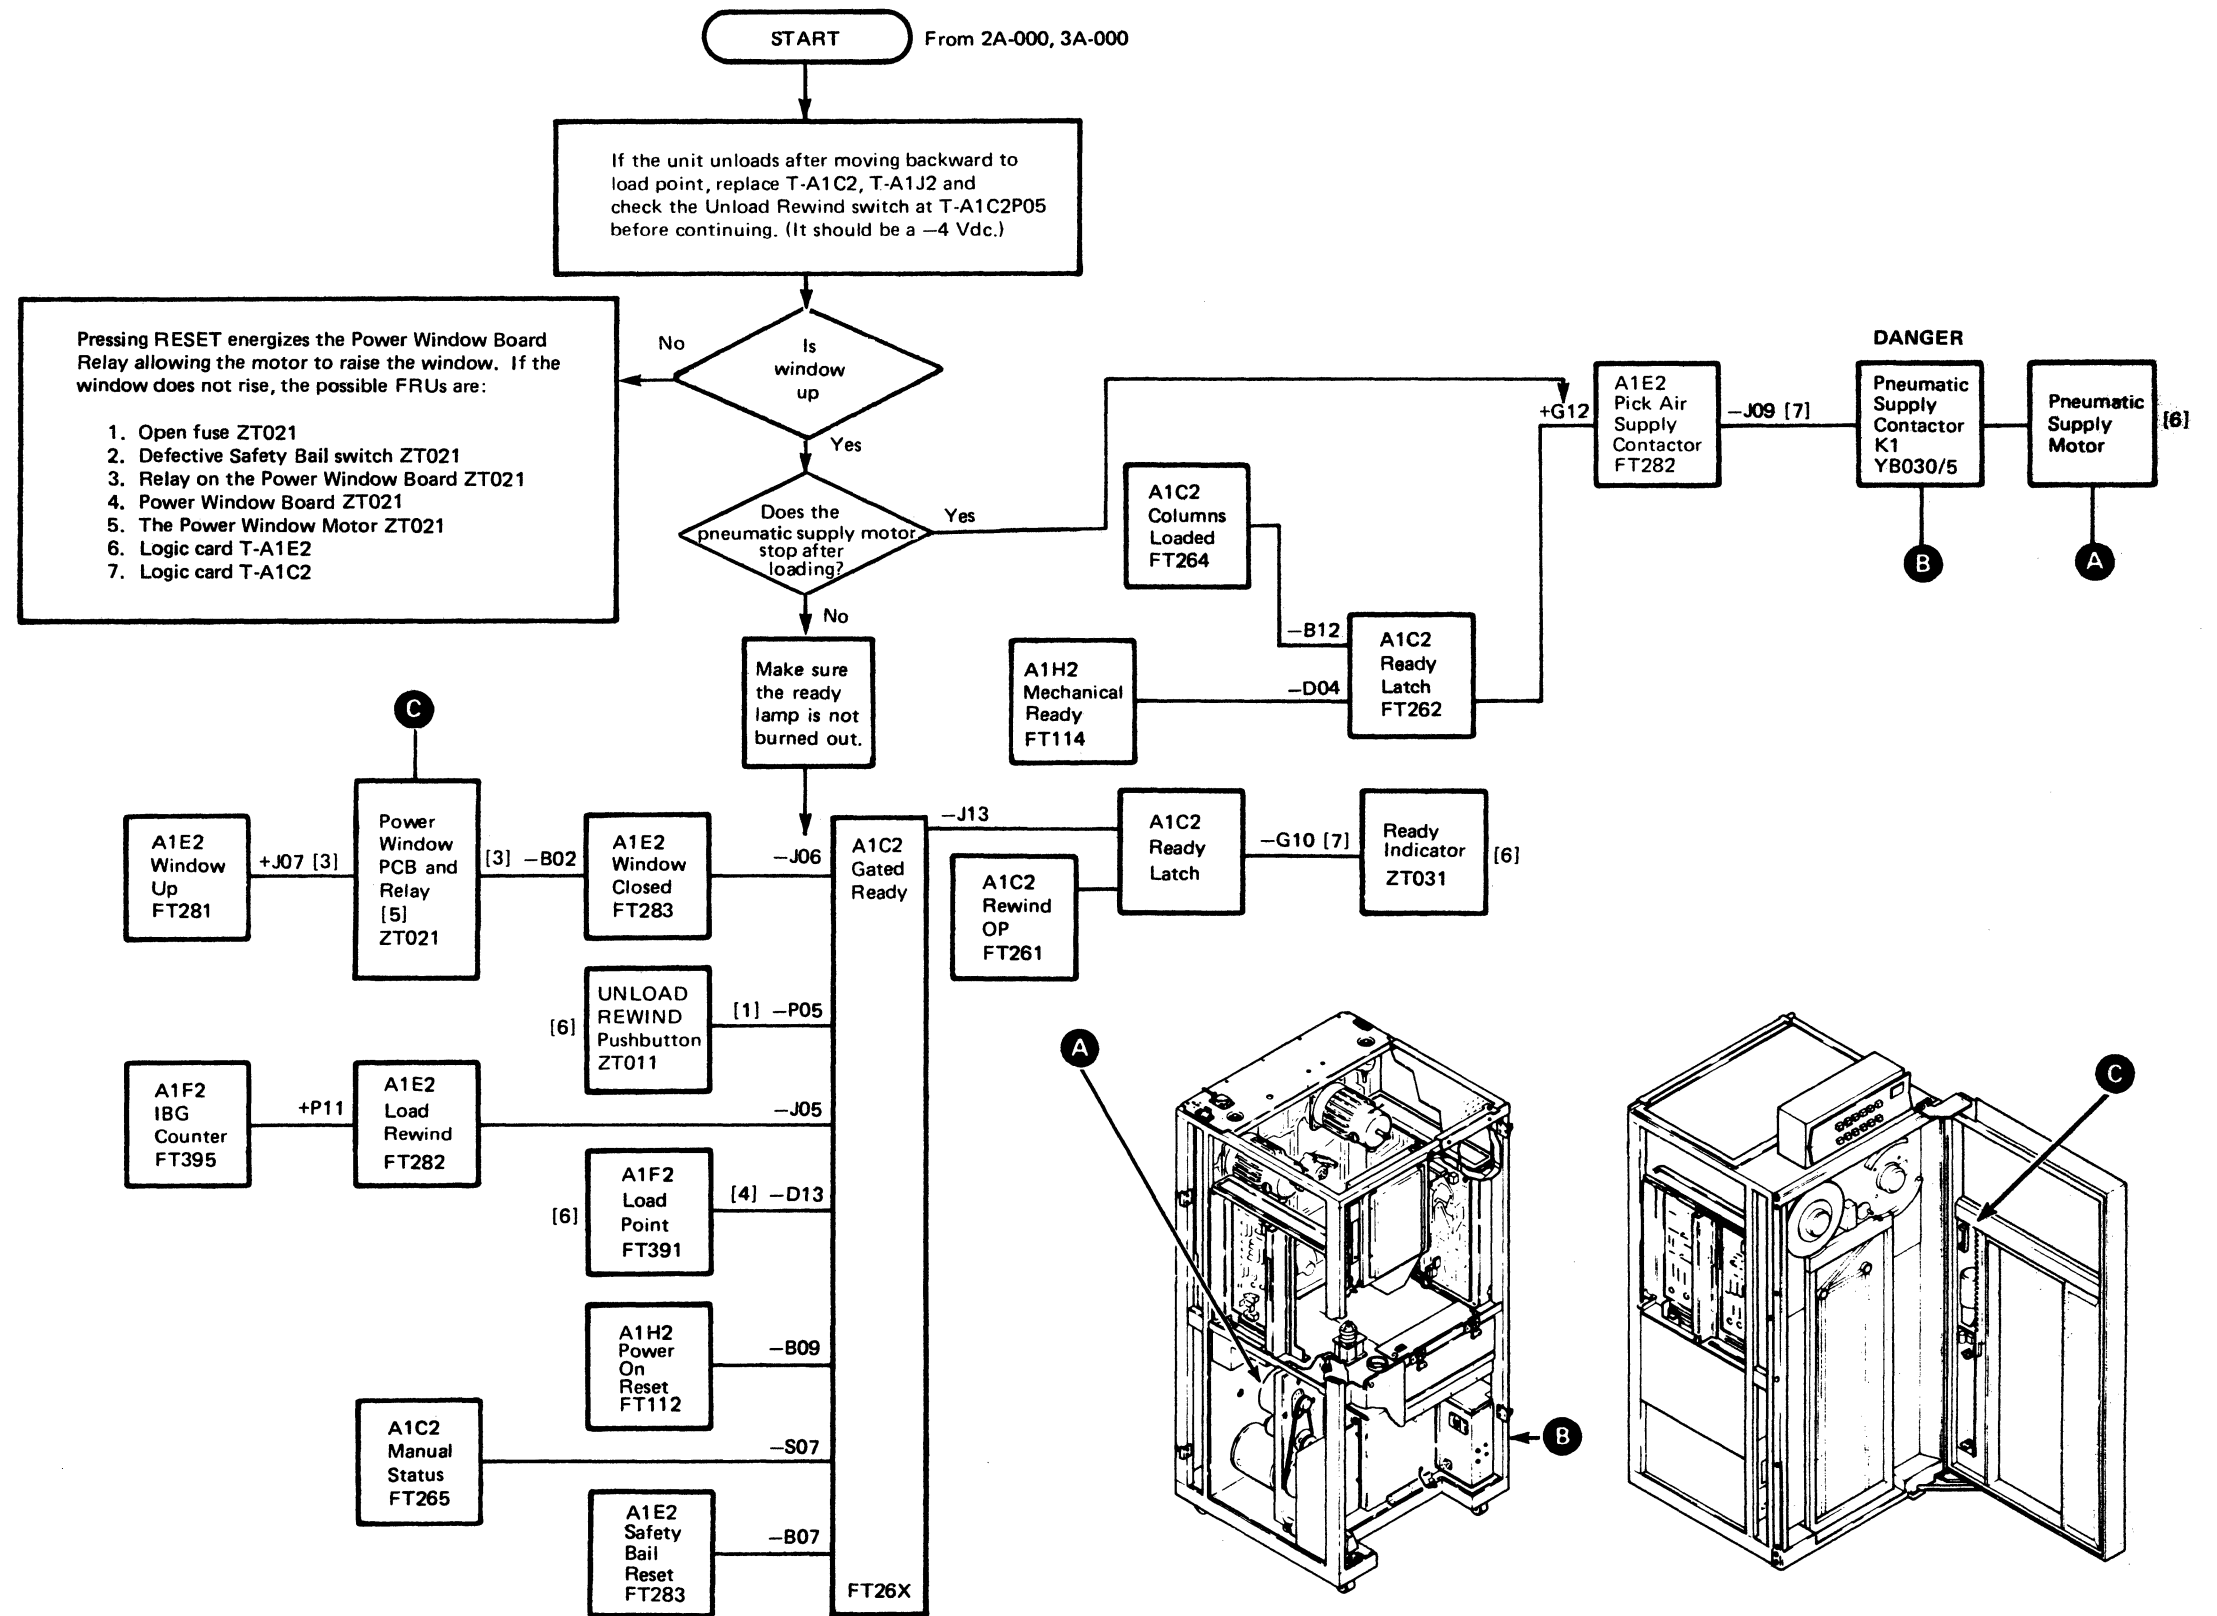 START
From 2A-000, 3A-000
If the unit unloads after moving backward to
load point, replace T-A1C2, T-A1J2 and
check the Unload Rewind switch at T-A1C2P05
before continuing. (It should be a —4 Vdc.)
Pressing RESET energizes the Power Window Board
Relay allowing the motor to raise the window. If the
window does not rise, the possible FRUs are:
1. Open fuse ZT021
2. Defective Safety Bail switch ZT021
3. Relay on the Power Window Board ZT021
4. Power Window Board ZT021
5. The Power Window Motor ZT021
6. Logic card T-A1E2
7. Logic card T-A1C2
No
Is
window
up
Yes
Does the
pneumatic supply motor
stop after
loading?
Yes
No
Make sure
the ready
lamp is not
burned out.
DANGER
+G12
A1E2
Pick Air
Supply
Contactor
FT282
—J09 [7]
Pneumatic
Supply
Contactor
K1
YB030/5
Pneumatic
Supply
Motor
[6]
B
A
A1C2
Columns
Loaded
FT264
—B12
A1H2
Mechanical
Ready
FT114
—D04
A1C2
Ready
Latch
FT262
C
A1E2
Window
Up
FT281
+J07 [3]
Power
Window
PCB and
Relay
[5]
ZT021
[3] —B02
A1E2
Window
Closed
FT283
—J06
A1C2
Gated
Ready
—J13
A1C2
Rewind
OP
FT261
A1C2
Ready
Latch
—G10 [7]
Ready
Indicator
ZT031
[6]
[6]
UNLOAD
REWIND
Pushbutton
ZT011
[1] —P05
A1F2
IBG
Counter
FT395
+P11
A1E2
Load
Rewind
FT282
—J05
[6]
A1F2
Load
Point
FT391
[4] —D13
A1H2
Power
On
Reset
FT112
—B09
A1C2
Manual
Status
FT265
—S07
A1E2
Safety
Bail
Reset
FT283
—B07
FT26X
A
B
C